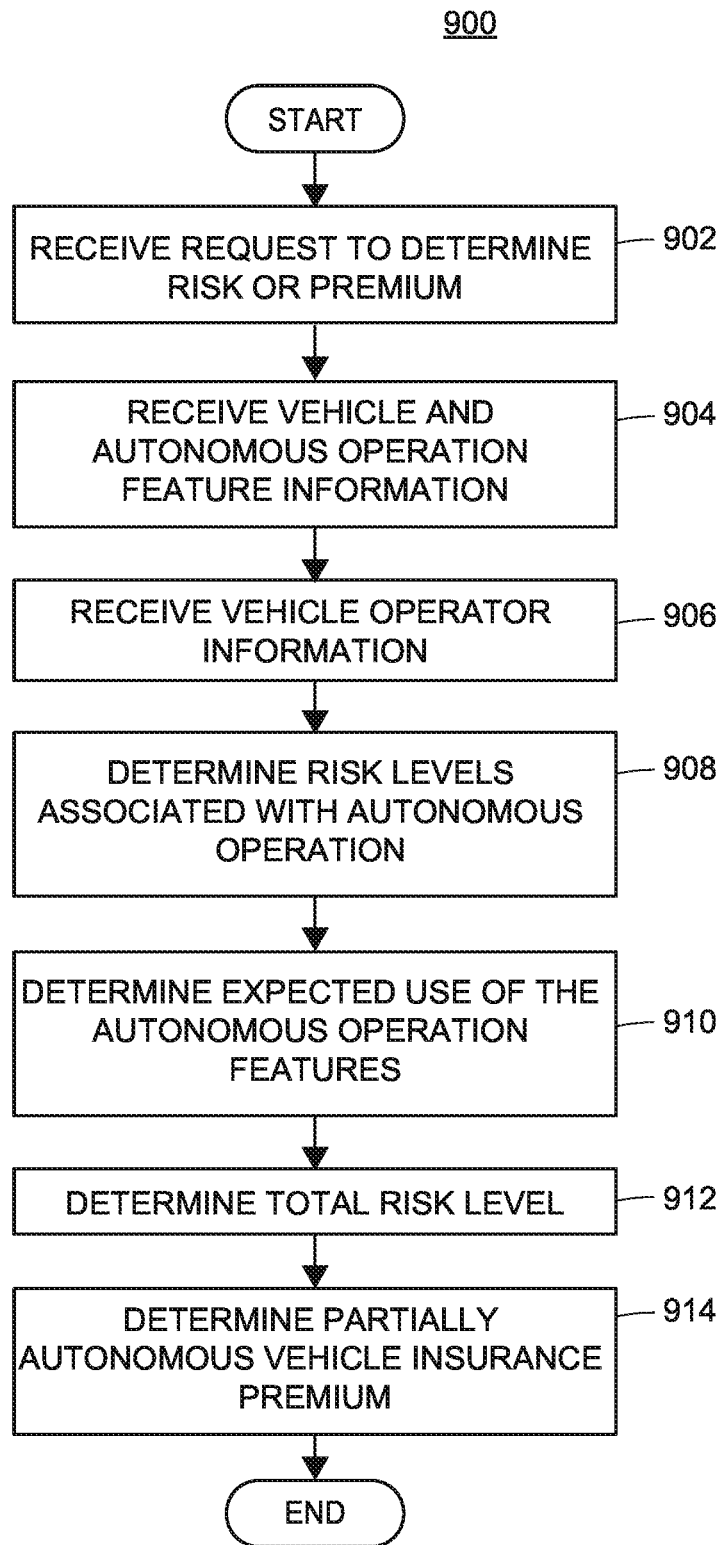 900
START
RECEIVE REQUEST TO DETERMINE
RISK OR PREMIUM
902
RECEIVE VEHICLE AND
AUTONOMOUS OPERATION
FEATURE INFORMATION
904
RECEIVE VEHICLE OPERATOR
INFORMATION
906
DETERMINE RISK LEVELS
ASSOCIATED WITH AUTONOMOUS
OPERATION
908
DETERMINE EXPECTED USE OF THE
AUTONOMOUS OPERATION
FEATURES
910
DETERMINE TOTAL RISK LEVEL
912
DETERMINE PARTIALLY
AUTONOMOUS VEHICLE INSURANCE
PREMIUM
914
END